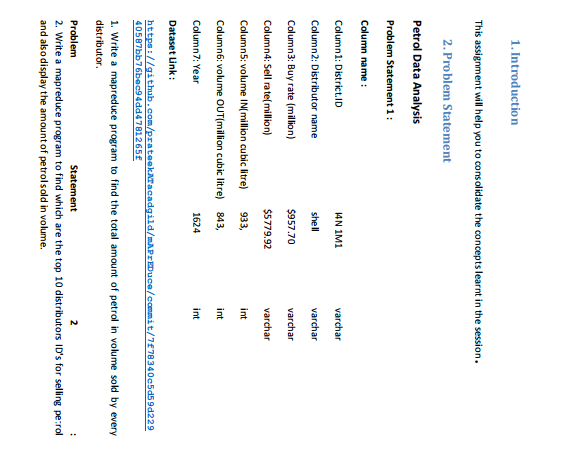 1. Introduction
This assignment will help you to consolidate the concepts learnt in the session.
2. Problem Statement
Petrol Data Analysis
Problem Statement 1 :
Column name :
Column1: District.ID I4N 1M1 varchar
Column2: Distributor name shell varchar
Column3: Buy rate (million) $957.70 varchar
Column4: Sell rate(million) $5779.92 varchar
Column5: volume IN(million cubic litre) 933, int
Column6: volume OUT(million cubic litre) 843, int
Column7: Year 1624 int
Dataset Link :
https://github.com/prateekATacadgild/mAPrEDuce/commit/7f78340c5d59d229
40587bb76bec94dd4781265f
1. Write a mapreduce program to find the total amount of petrol in volume sold by every
distributor.
Problem Statement 2 :
2. Write a mapreduce program to find which are the top 10 distributors ID's for selling petrol
and also display the amount of petrol sold in volume.